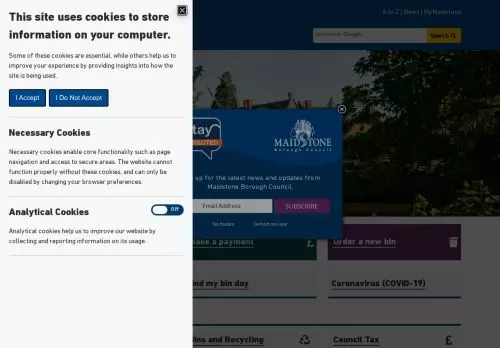 This site uses cookies to store
information on your computer.
Some of these cookies are essential, while others help us to
improve your experience by providing insights into how the
site is being used.
I Accept
I Do Not Accept
Necessary Cookies
Necessary cookies enable core functionality such as page
navigation and access to secure areas. The website cannot
function properly without these cookies, and can only be
disabled by changing your browser preferences.
Analytical Cookies
Off
Analytical cookies help us to improve our website by
collecting and reporting information on its usage.
A to Z | News | MyMaidstone
Google
Search
MAIDSTONE
Borough Council
up for the latest news and updates from
Maidstone Borough Council.
Email Address
SUBSCRIBE
No thanks
Remind me later
ake a payment
£
Order a new bin
nd my bin day
Coronavirus (COVID-19)
ins and Recycling
Council Tax
£